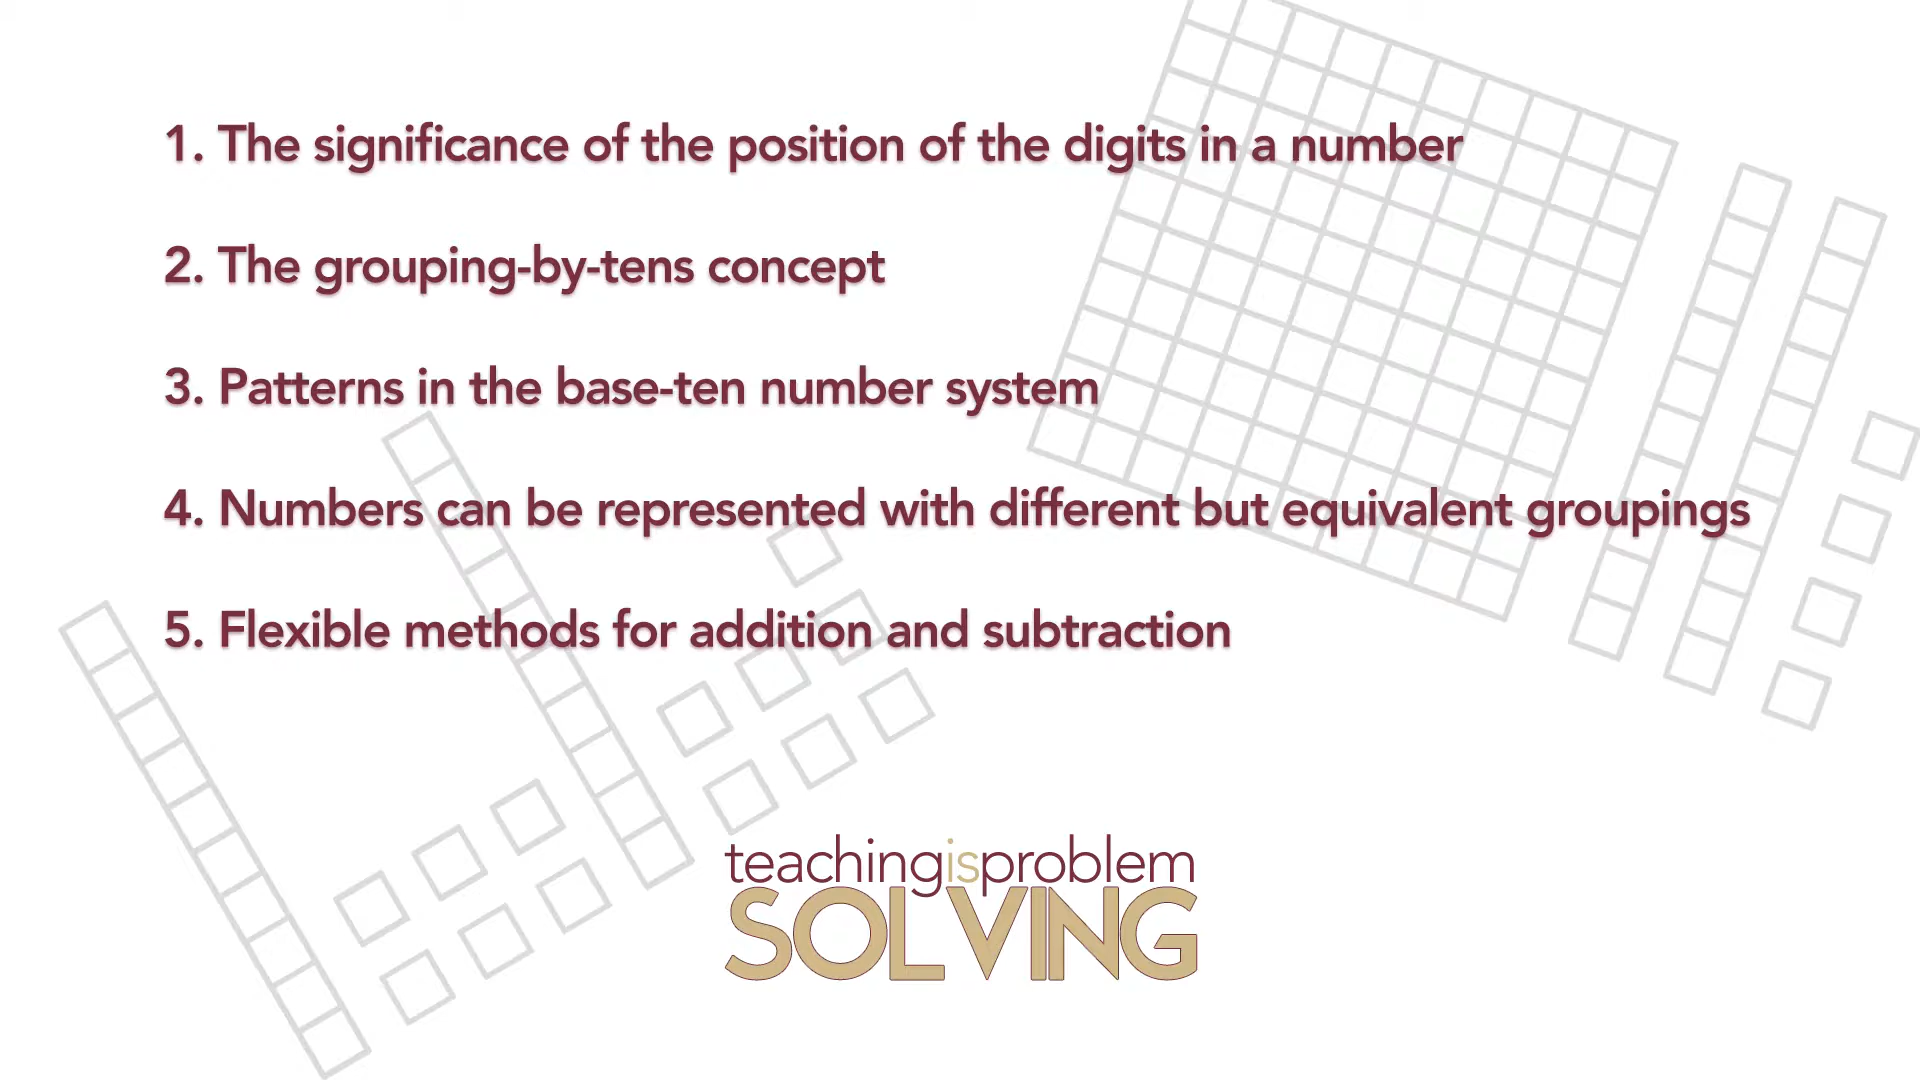 1. The significance of the position of the digits in a number
2. The grouping-by-tens concept
3. Patterns in the base-ten number system
4. Numbers can be represented with different but equivalent groupings
5. Flexible methods for addition and subtraction
teachingisproblem
SOLVING